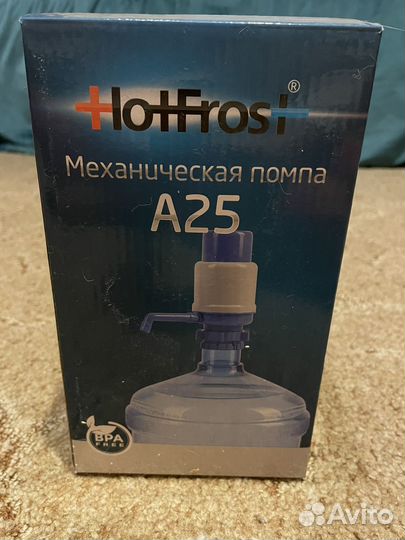 HotFrost®
Механическая помпа
A25
BPA
FREE
Avito